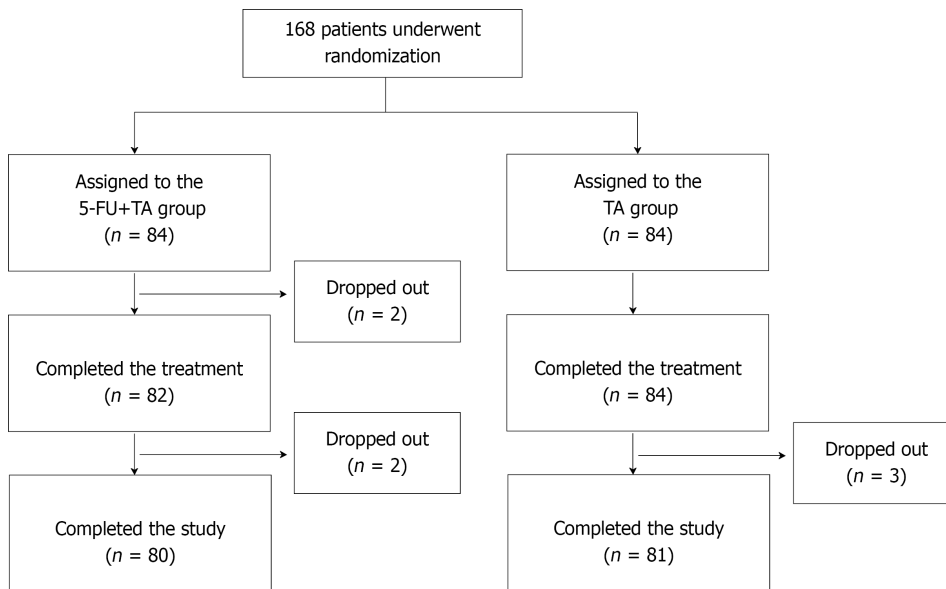 168 patients underwent
randomization
Assigned to the
5-FU+TA group
(n = 84)
Assigned to the
TA group
(n = 84)
Dropped out
(n = 2)
Completed the treatment
(n = 82)
Completed the treatment
(n = 84)
Dropped out
(n = 2)
Dropped out
(n = 3)
Completed the study
(n = 80)
Completed the study
(n = 81)